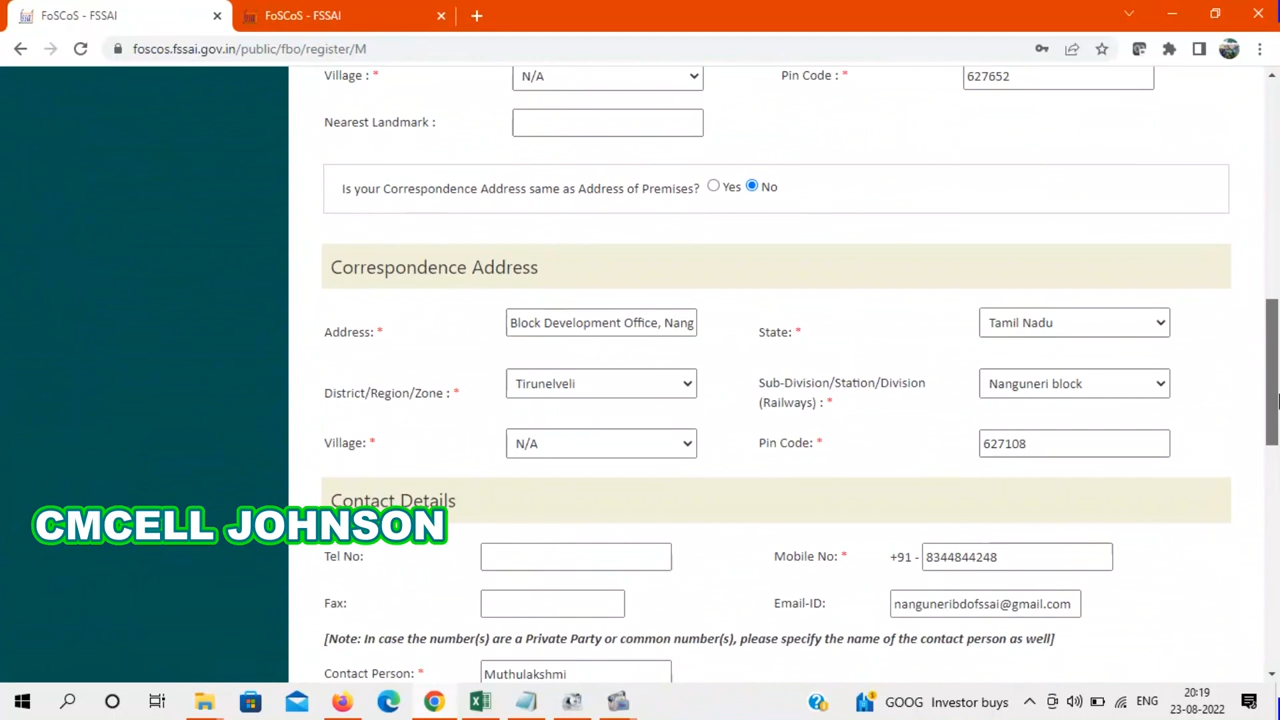 FoSCoS - FSSAI
FoSCoS - FSSAI
foscos.fssai.gov.in/public/fbo/register/M
Village : * N/A Pin Code : * 627652
Nearest Landmark :
Is your Correspondence Address same as Address of Premises? Yes No
Correspondence Address
Address: * Block Development Office, Nang State: * Tamil Nadu
District/Region/Zone : * Tirunelveli Sub-Division/Station/Division (Railways) : * Nanguneri block
Village: * N/A Pin Code: * 627108
Contact Details
CMCELL JOHNSON
Tel No: Mobile No: * +91 - 8344844248
Fax: Email-ID: nanguneribdofssai@gmail.com
[Note: In case the number(s) are a Private Party or common number(s), please specify the name of the contact person as well]
Contact Person: * Muthulakshmi
GOOG Investor buys ENG 20:19
23-08-2022